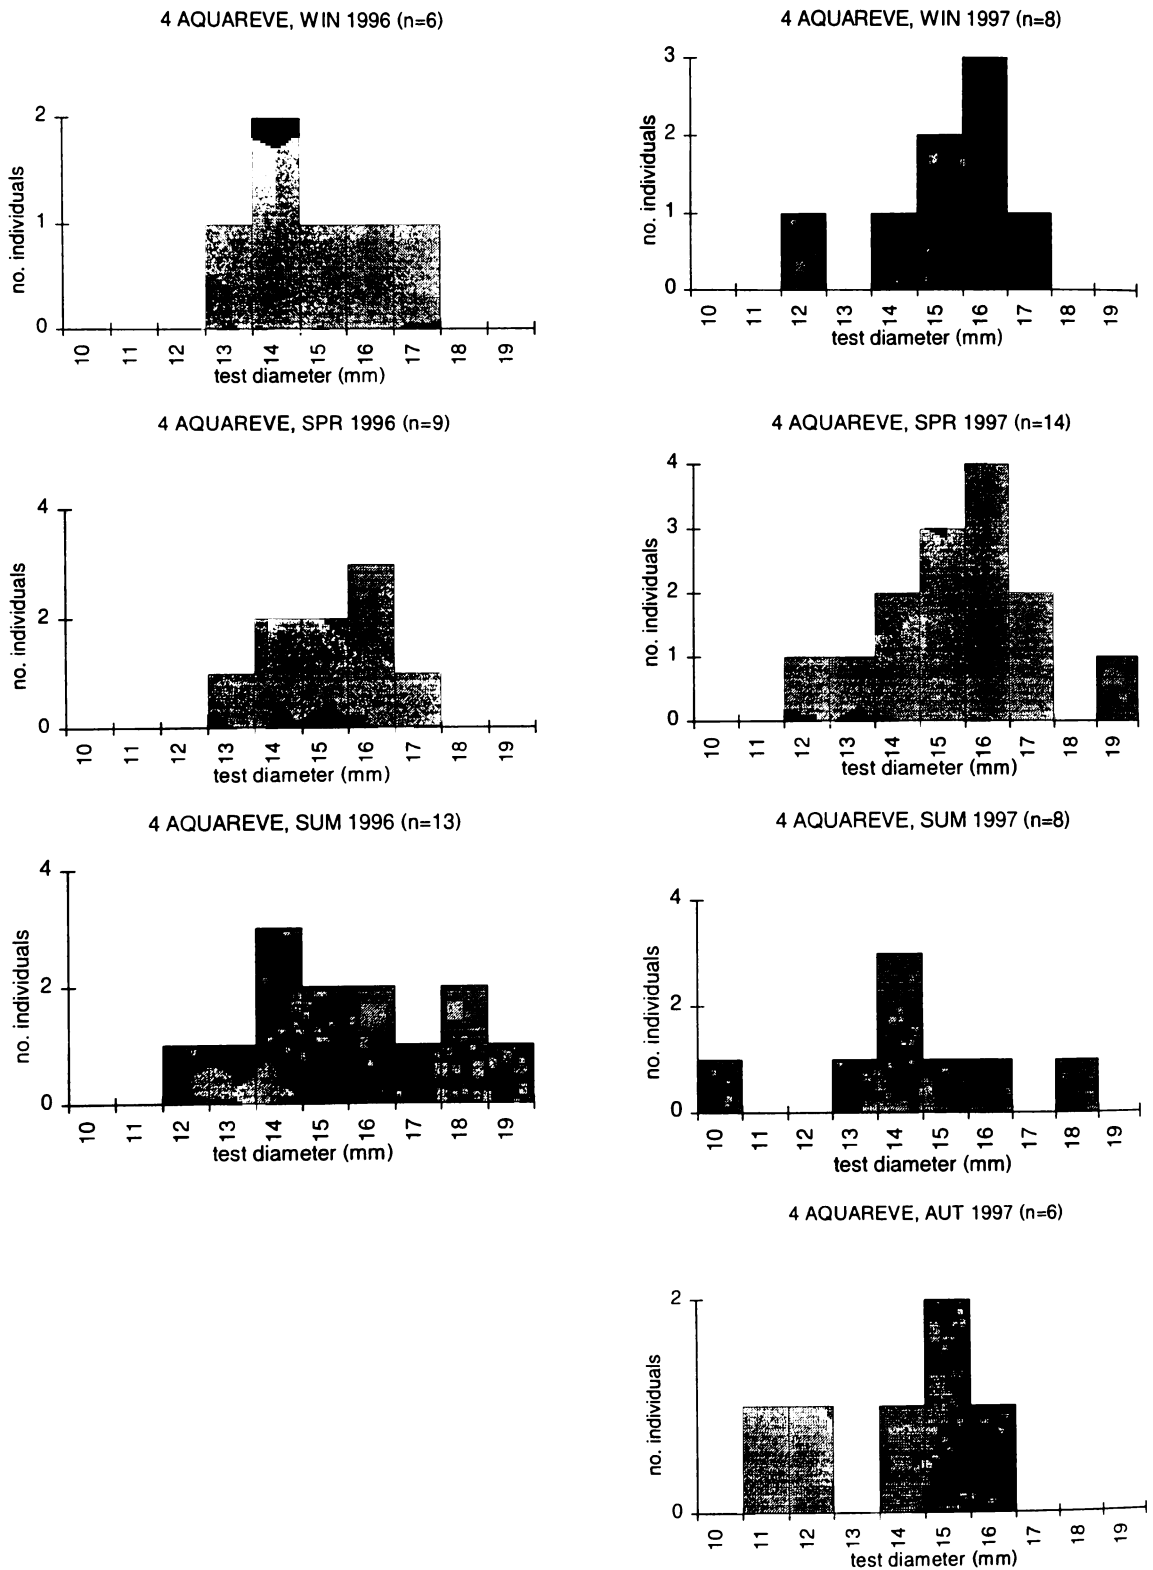 4 AQUAREVE, WIN 1996 (n=6)
no. individuals
2
1
0
10 11 12 13 14 15 16 17 18 19
test diameter (mm)
4 AQUAREVE, WIN 1997 (n=8)
no. individuals
3
2
1
0
10 11 12 13 14 15 16 17 18 19
test diameter (mm)
4 AQUAREVE, SPR 1996 (n=9)
no. individuals
4
2
0
10 11 12 13 14 15 16 17 18 19
test diameter (mm)
4 AQUAREVE, SPR 1997 (n=14)
no. individuals
4
3
2
1
0
10 11 12 13 14 15 16 17 18 19
test diameter (mm)
4 AQUAREVE, SUM 1996 (n=13)
no. individuals
4
2
0
10 11 12 13 14 15 16 17 18 19
test diameter (mm)
4 AQUAREVE, SUM 1997 (n=8)
no. individuals
4
2
0
10 11 12 13 14 15 16 17 18 19
test diameter (mm)
4 AQUAREVE, AUT 1997 (n=6)
no. individuals
2
1
0
10 11 12 13 14 15 16 17 18 19
test diameter (mm)